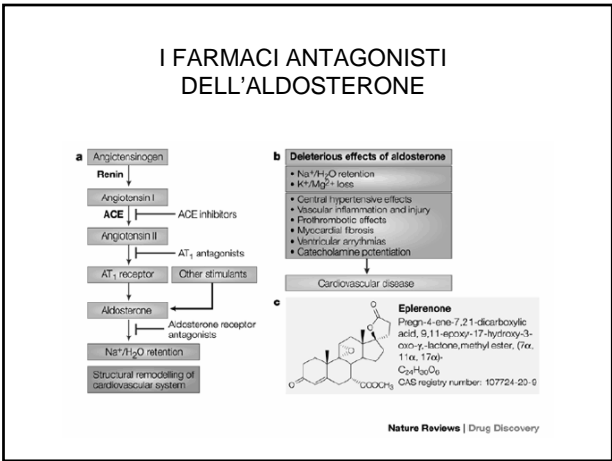 I FARMACI ANTAGONISTI
DELL'ALDOSTERONE
a
Angiotensinogen
Renin
Angiotensin I
ACE
ACE inhibitors
Angiotensin II
AT1 antagonists
AT1 receptor
Other stimulants
Aldosterone
Aldosterone receptor
antagonists
Na+/H2O retention
Structural remodelling of
cardiovascular system
b
Deleterious effects of aldosterone
• Na+/H2O retention
• K+/Mg2+ loss
• Central hypertensive effects
• Vascular inflammation and injury
• Prothrombotic effects
• Myocardial fibrosis
• Ventricular arrythmias
• Catecholamine potentiation
Cardiovascular disease
c
O
O
O
O
COOCH3
Eplerenone
Pregn-4-ene-7,21-dicarboxylic
acid, 9,11-epoxy-17-hydroxy-3-
oxo-γ,-lactone,methyl ester, (7α,
11α, 17α)-
C24H30O6
CAS registry number: 107724-20-9
Nature Reviews | Drug Discovery